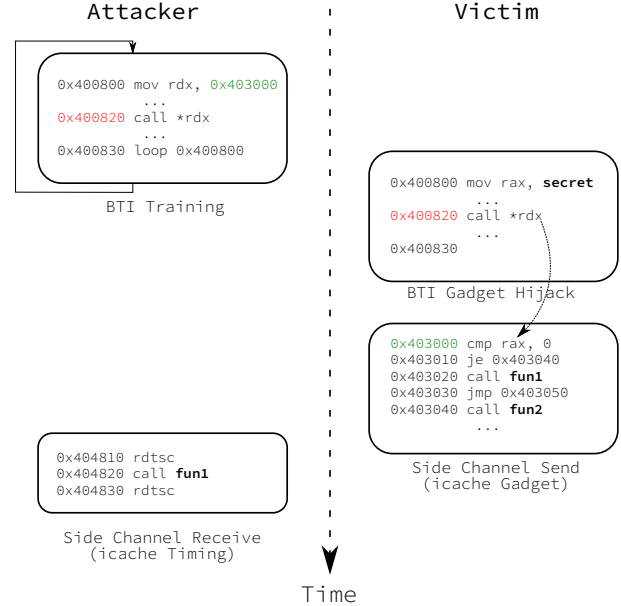 Attacker
Victim
0x400800 mov rdx, 0x403000
...
0x400820 call *rdx
...
0x400830 loop 0x400800
BTI Training
0x400800 mov rax, secret
...
0x400820 call *rdx
...
0x400830
BTI Gadget Hijack
0x403000 cmp rax, 0
0x403010 je 0x403040
0x403020 call fun1
0x403030 jmp 0x403050
0x403040 call fun2
...
Side Channel Send
(icache Gadget)
0x404810 rdtsc
0x404820 call fun1
0x404830 rdtsc
Side Channel Receive
(icache Timing)
Time